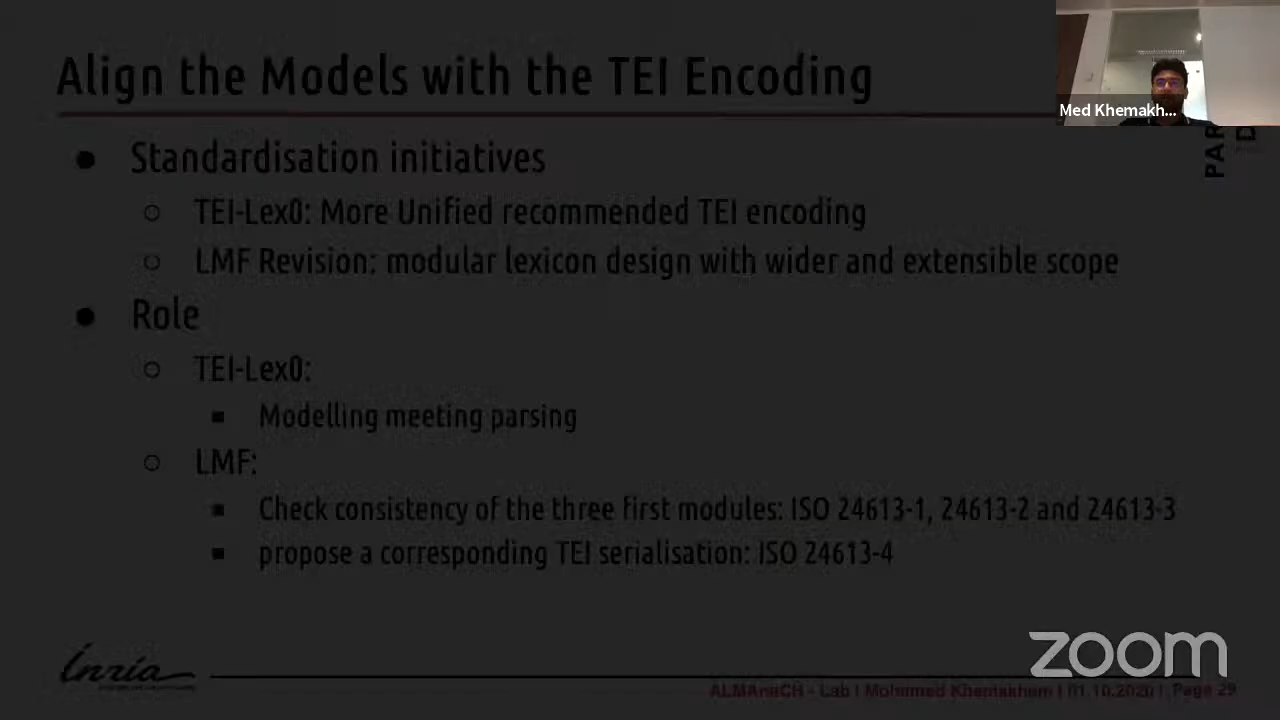 Align the Models with the TEI Encoding
Med Khemakh...
PAR
D
● Standardisation initiatives
○ TEI-Lex0: More Unified recommended TEI encoding
○ LMF Revision: modular lexicon design with wider and extensible scope
● Role
○ TEI-Lex0:
■ Modelling meeting parsing
○ LMF:
■ Check consistency of the three first modules: ISO 24613-1, 24613-2 and 24613-3
■ propose a corresponding TEI serialisation: ISO 24613-4
zoom
Inria
ALMAnaCH - Lab | Mohamed Khemakhem | 01.10.2020 | Page 29